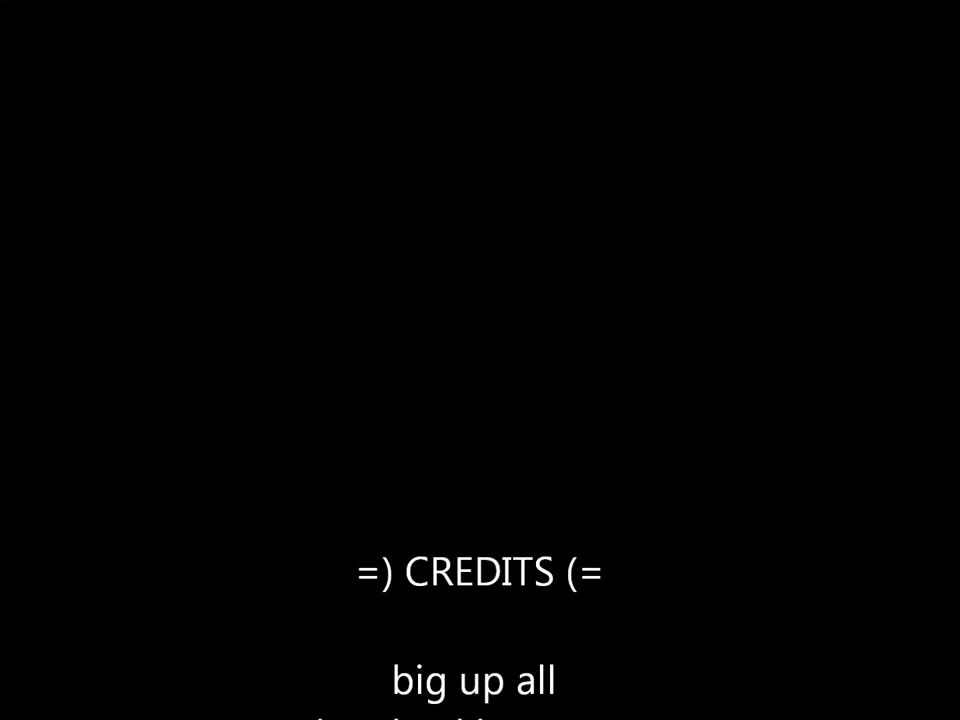 =) CREDITS (=
big up all